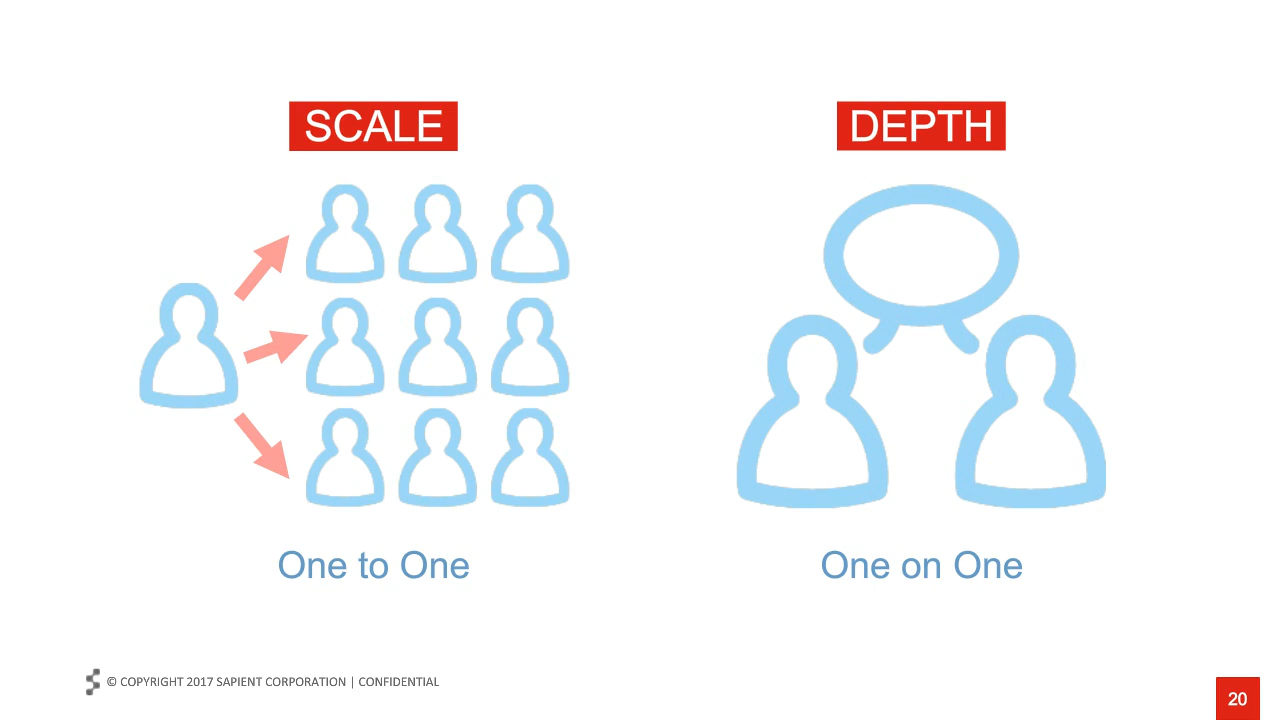 SCALE
DEPTH
One to One
One on One
© COPYRIGHT 2017 SAPIENT CORPORATION | CONFIDENTIAL
20